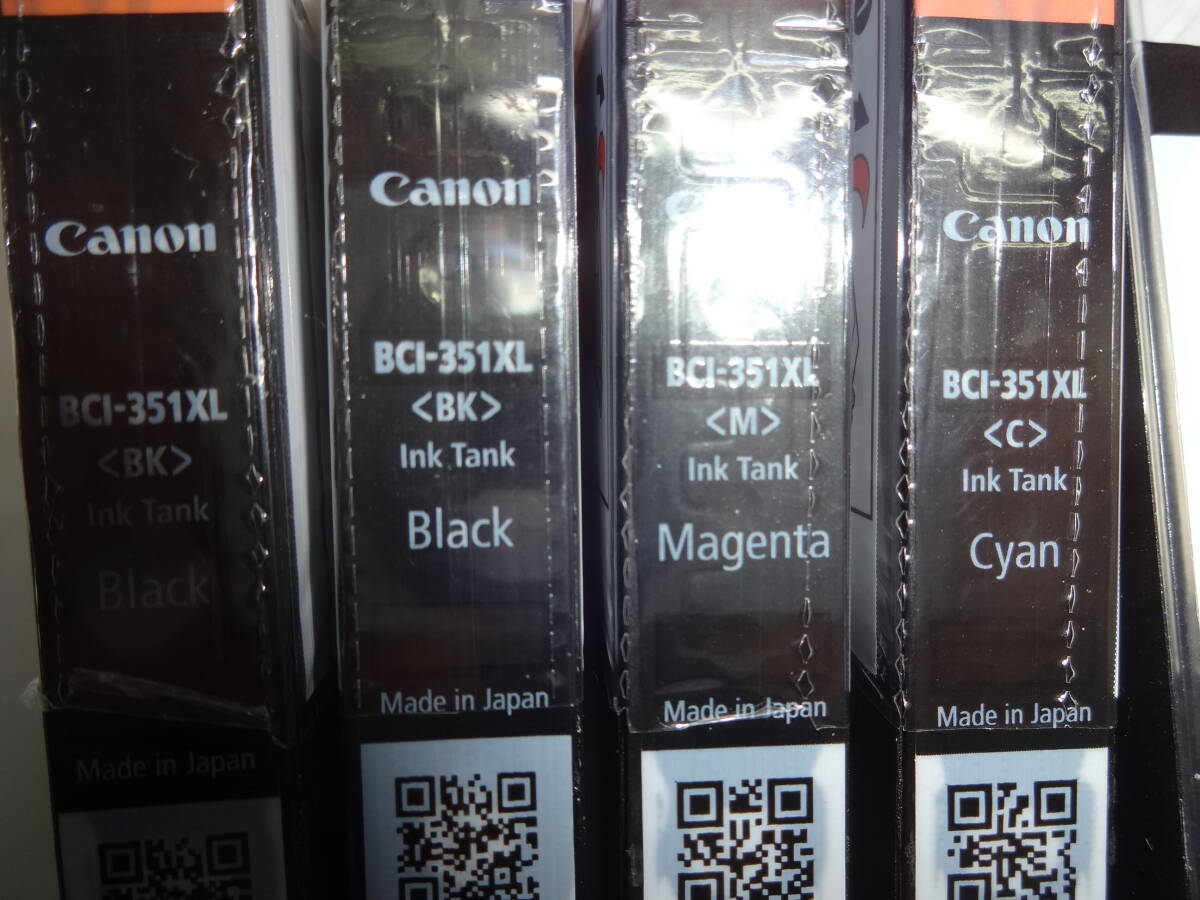 Canon
BCI-351XL
<BK>
Ink Tank
Black
Made in Japan
Canon
BCI-351XL
<BK>
Ink Tank
Black
Made in Japan
BCI-351XL
<M>
Ink Tank
Magenta
Made in Japan
Canon
BCI-351XL
<C>
Ink Tank
Cyan
Made in Japan